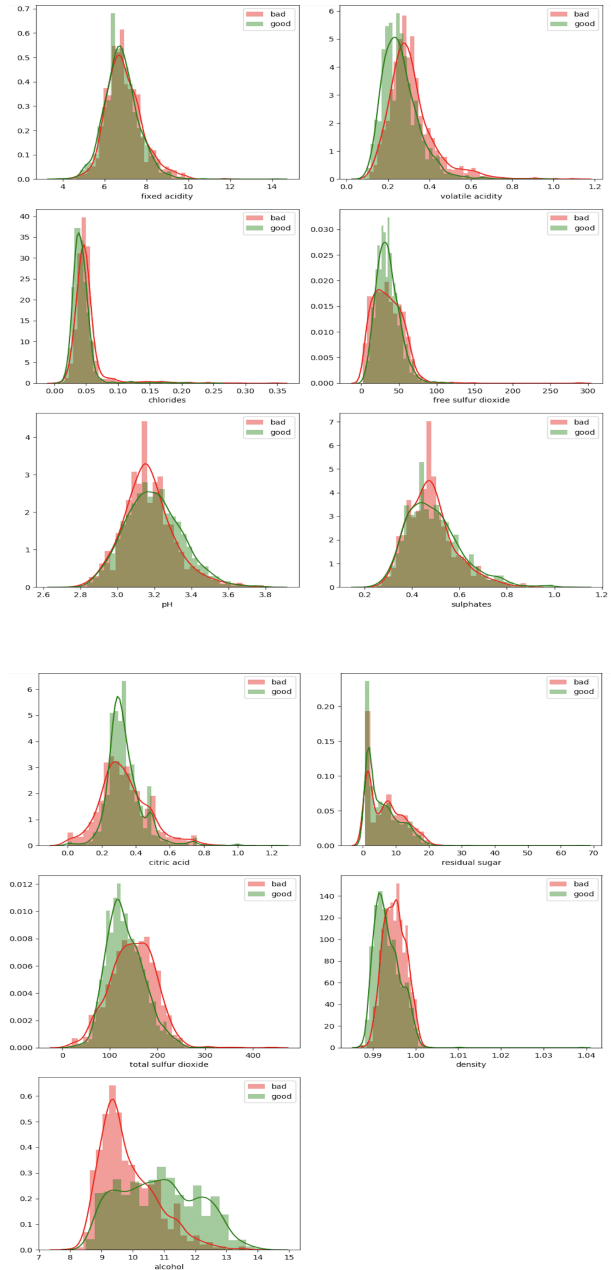 0.7
0.6
0.5
0.4
0.3
0.2
0.1
0.0
4 6 8 10 12 14
fixed acidity
bad
good
6
5
4
3
2
1
0
0.0 0.2 0.4 0.6 0.8 1.0 1.2
volatile acidity
bad
good
40
35
30
25
20
15
10
5
0
0.00 0.05 0.10 0.15 0.20 0.25 0.30 0.35
chlorides
bad
good
0.030
0.025
0.020
0.015
0.010
0.005
0.000
0 50 100 150 200 250 300
free sulfur dioxide
bad
good
4
3
2
1
0
2.6 2.8 3.0 3.2 3.4 3.6 3.8
pH
bad
good
7
6
5
4
3
2
1
0
0.2 0.4 0.6 0.8 1.0 1.2
sulphates
bad
good
6
5
4
3
2
1
0
0.0 0.2 0.4 0.6 0.8 1.0 1.2
citric acid
bad
good
0.20
0.15
0.10
0.05
0.00
0 10 20 30 40 50 60 70
residual sugar
bad
good
0.012
0.010
0.008
0.006
0.004
0.002
0.000
0 100 200 300 400
total sulfur dioxide
bad
good
140
120
100
80
60
40
20
0
0.99 1.00 1.01 1.02 1.03 1.04
density
bad
good
0.6
0.5
0.4
0.3
0.2
0.1
0.0
7 8 9 10 11 12 13 14 15
alcohol
bad
good